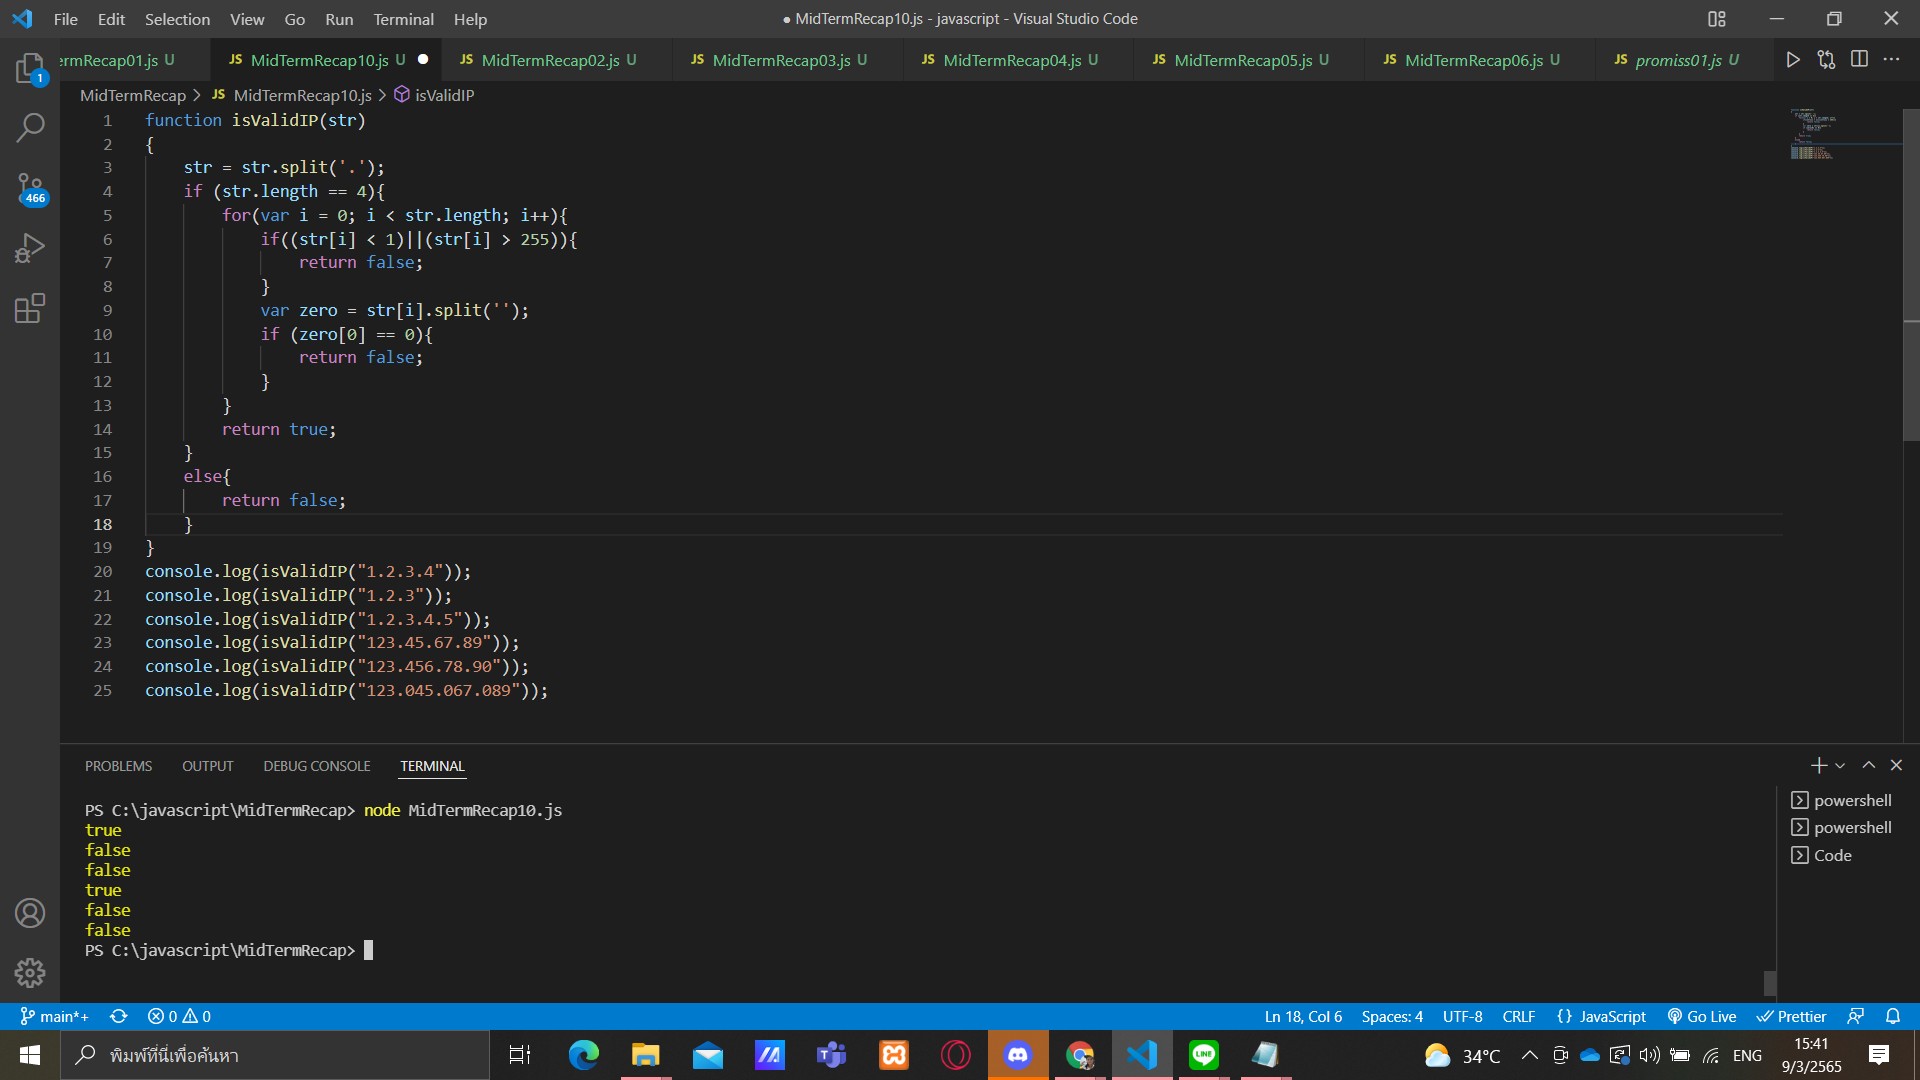 File Edit Selection View Go Run Terminal Help
● MidTermRecap10.js - javascript - Visual Studio Code
ermRecap01.js U
JS MidTermRecap10.js U ●
JS MidTermRecap02.js U
JS MidTermRecap03.js U
JS MidTermRecap04.js U
JS MidTermRecap05.js U
JS MidTermRecap06.js U
JS promiss01.js U
MidTermRecap > JS MidTermRecap10.js > isValidIP
1 function isValidIP(str)
2 {
3 str = str.split('.');
4 if (str.length == 4){
5 for(var i = 0; i < str.length; i++){
6 if((str[i] < 1)||(str[i] > 255)){
7 return false;
8 }
9 var zero = str[i].split('');
10 if (zero[0] == 0){
11 return false;
12 }
13 }
14 return true;
15 }
16 else{
17 return false;
18 }
19 }
20 console.log(isValidIP("1.2.3.4"));
21 console.log(isValidIP("1.2.3"));
22 console.log(isValidIP("1.2.3.4.5"));
23 console.log(isValidIP("123.45.67.89"));
24 console.log(isValidIP("123.456.78.90"));
25 console.log(isValidIP("123.045.067.089"));
1
466
PROBLEMS OUTPUT DEBUG CONSOLE TERMINAL
PS C:\javascript\MidTermRecap> node MidTermRecap10.js
true
false
false
true
false
false
PS C:\javascript\MidTermRecap>
powershell
powershell
Code
main*+ 0 0
Ln 18, Col 6 Spaces: 4 UTF-8 CRLF {} JavaScript Go Live Prettier
พิมพ์ที่นี่เพื่อค้นหา
LINE
34°C
ENG
15:41
9/3/2565